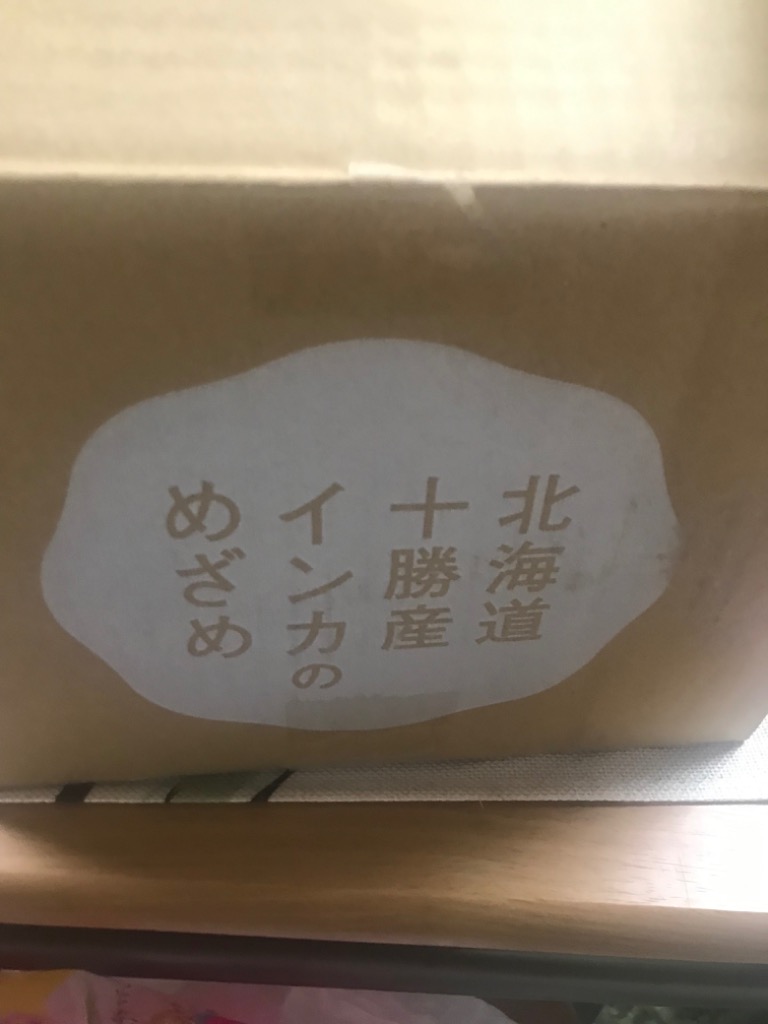 北海道
十勝産
インカの
めざめ